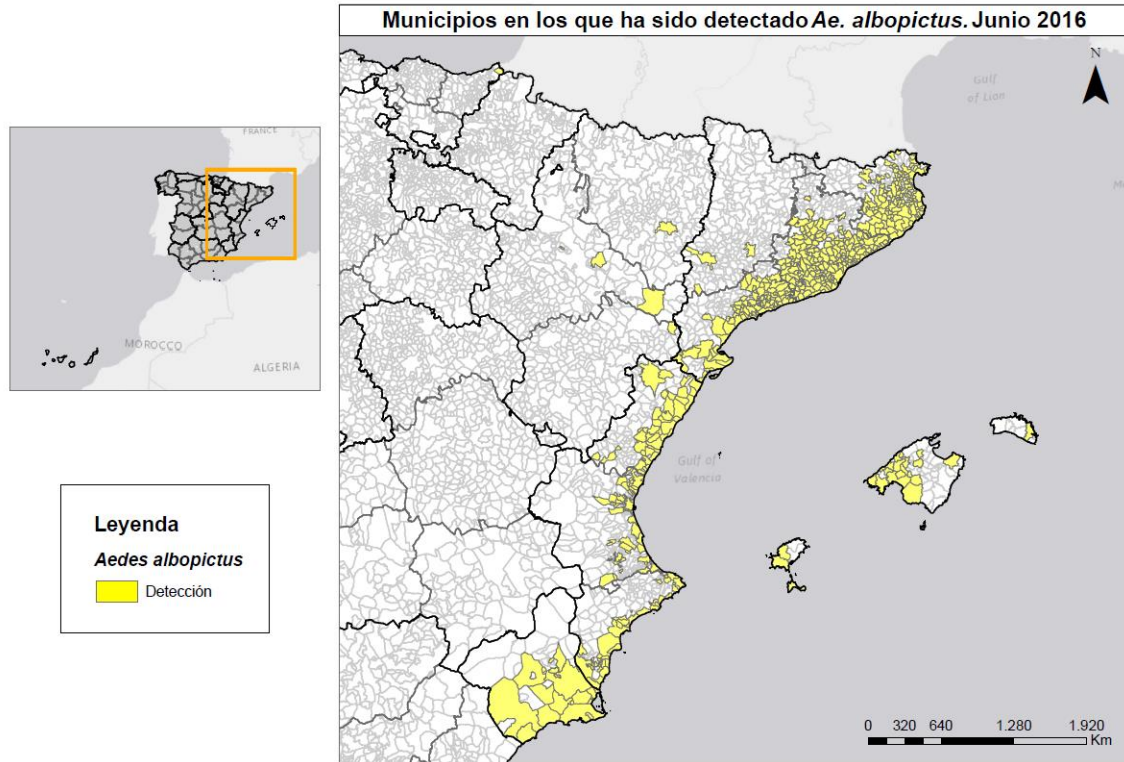 Municipios en los que ha sido detectado Ae. albopictus. Junio 2016
N
Gulf
of Lion
FRANCE
MOROCCO
ALGERIA
Gulf of
Valencia
Leyenda
Aedes albopictus
Detección
0 320 640 1.280 1.920
Km